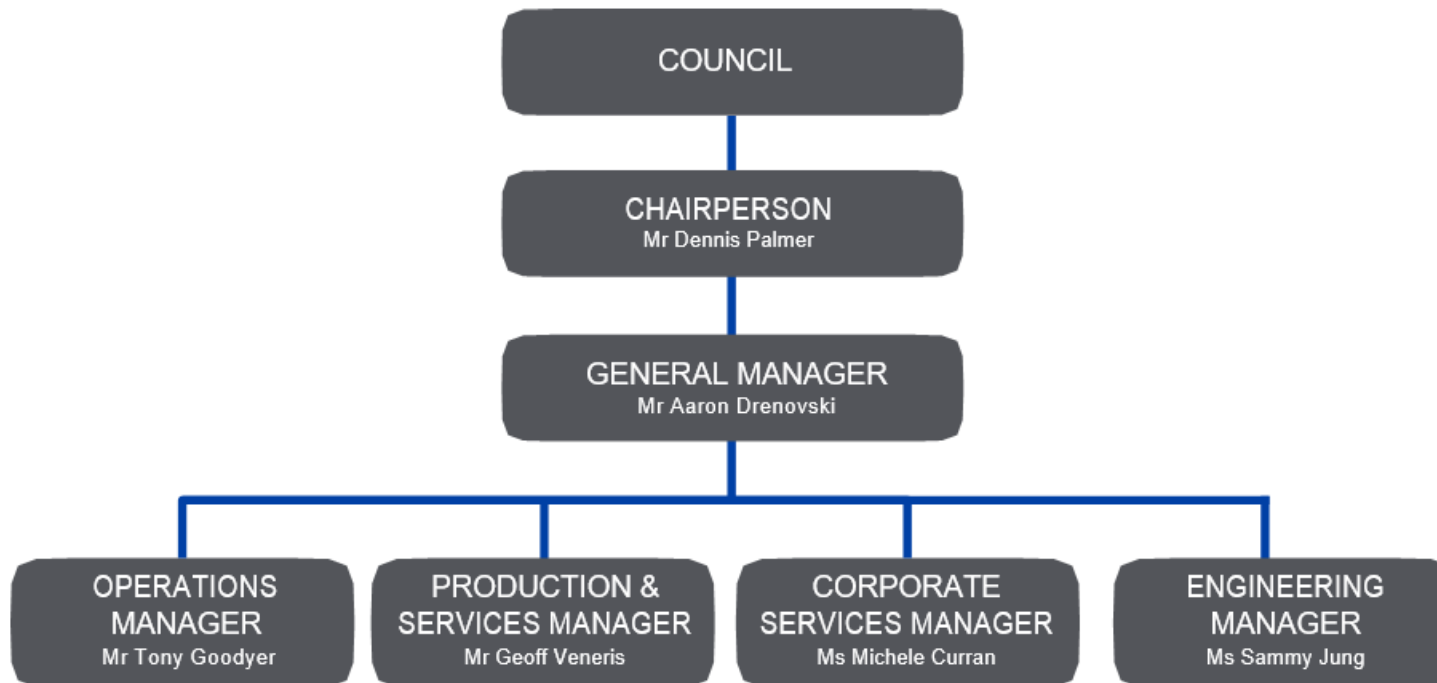 COUNCIL
CHAIRPERSON
Mr Dennis Palmer
GENERAL MANAGER
Mr Aaron Drenovski
OPERATIONS
MANAGER
Mr Tony Goodyer
PRODUCTION &
SERVICES MANAGER
Mr Geoff Veneris
CORPORATE
SERVICES MANAGER
Ms Michele Curran
ENGINEERING
MANAGER
Ms Sammy Jung